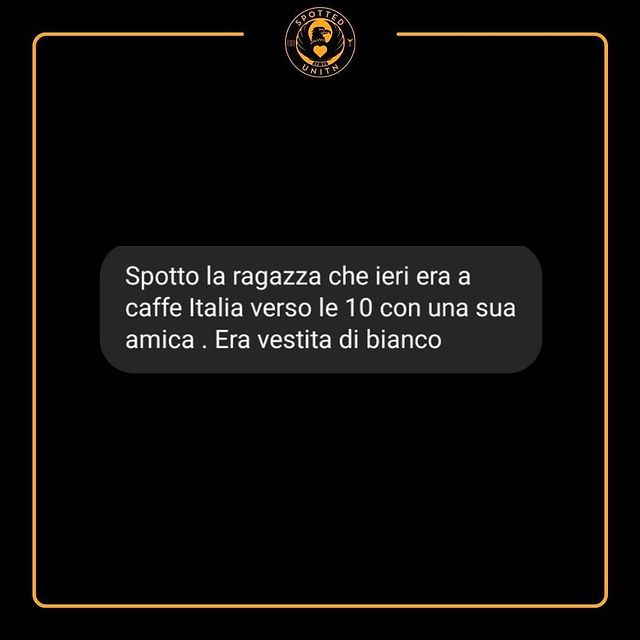 SPOTTED
UNITN
Spotto la ragazza che ieri era a
caffe Italia verso le 10 con una sua
amica . Era vestita di bianco